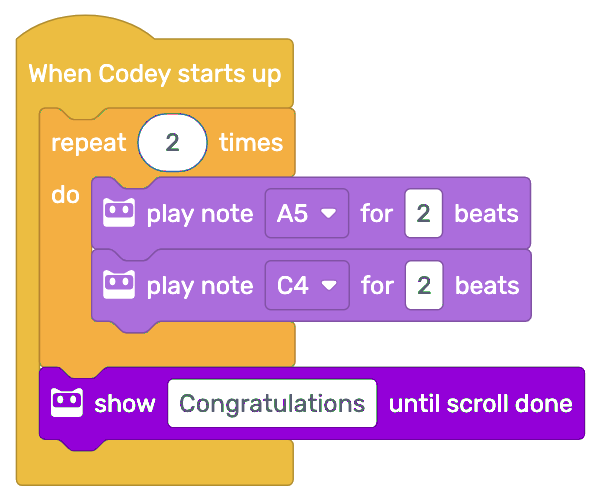 When Codey starts up
repeat 2 times
do
play note A5 for 2 beats
play note C4 for 2 beats
show Congratulations until scroll done